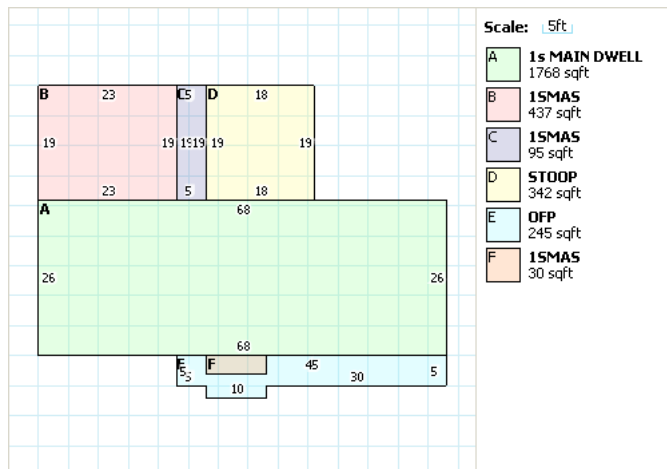 Scale: 5ft
A 1s MAIN DWELL
1768 sqft
B 1SMAS
437 sqft
C 1SMAS
95 sqft
D STOOP
342 sqft
E OFP
245 sqft
F 1SMAS
30 sqft
B 23 C 5 D 18
19 19 19 19 19 19
23 5 18
A 68
26 26
68
E F 45
5 5 30 5
10